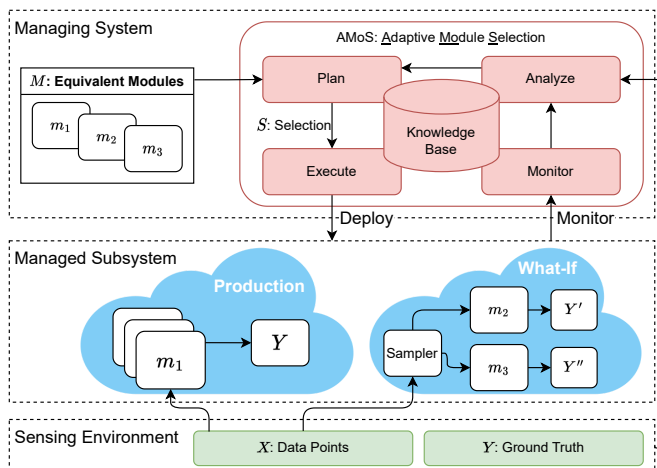 Managing System
AMoS: Adaptive Module Selection
M: Equivalent Modules
m₁
m₂
m₃
Plan
Analyze
S: Selection
Knowledge
Base
Execute
Monitor
Deploy
Monitor
Managed Subsystem
Production
What-If
m₁
Y
Sampler
m₂
Y′
m₃
Y″
Sensing Environment
X: Data Points
Y: Ground Truth